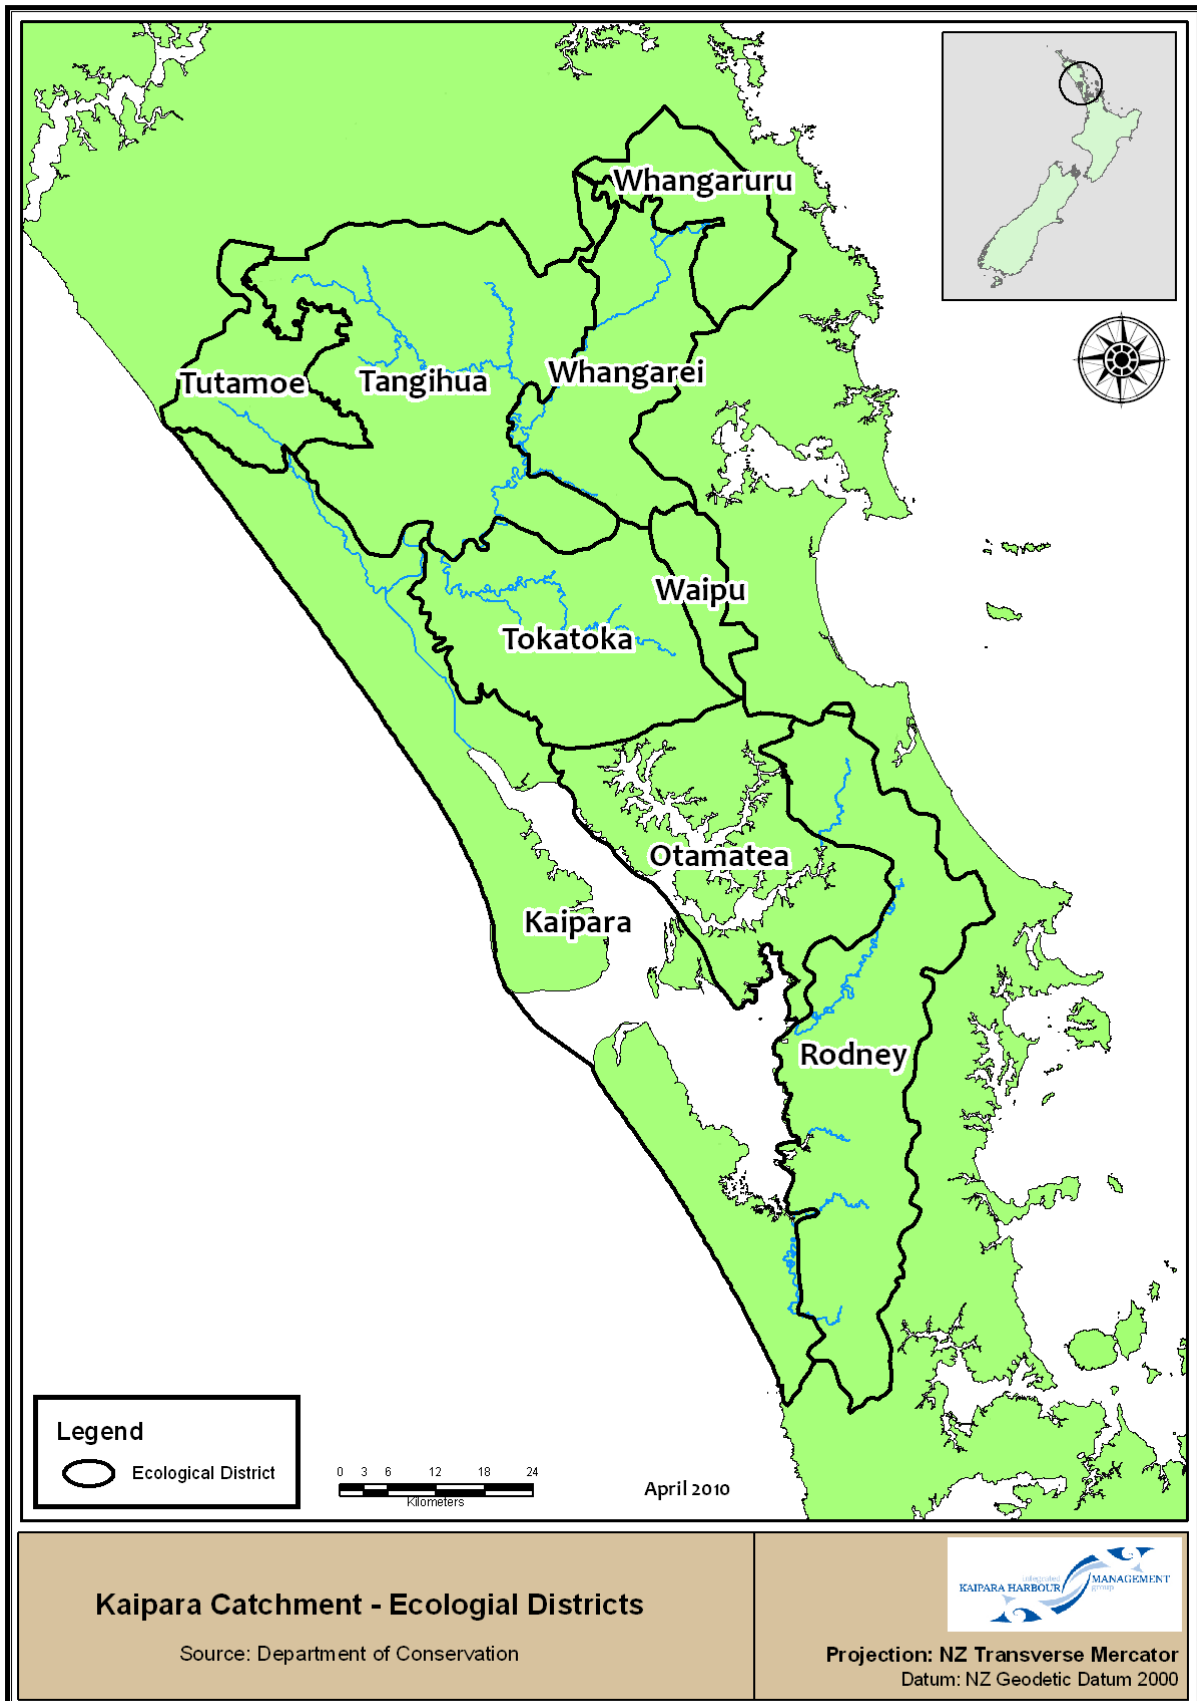 Whangaruru
Whangarei
Tutamoe
Tangihua
Waipu
Tokatoka
Otamatea
Kaipara
Rodney
Legend
Ecological District
0 3 6 12 18 24
Kilometers
April 2010
Kaipara Catchment - Ecologial Districts
Source: Department of Conservation
integrated
KAIPARA HARBOUR MANAGEMENT
group
Projection: NZ Transverse Mercator
Datum: NZ Geodetic Datum 2000